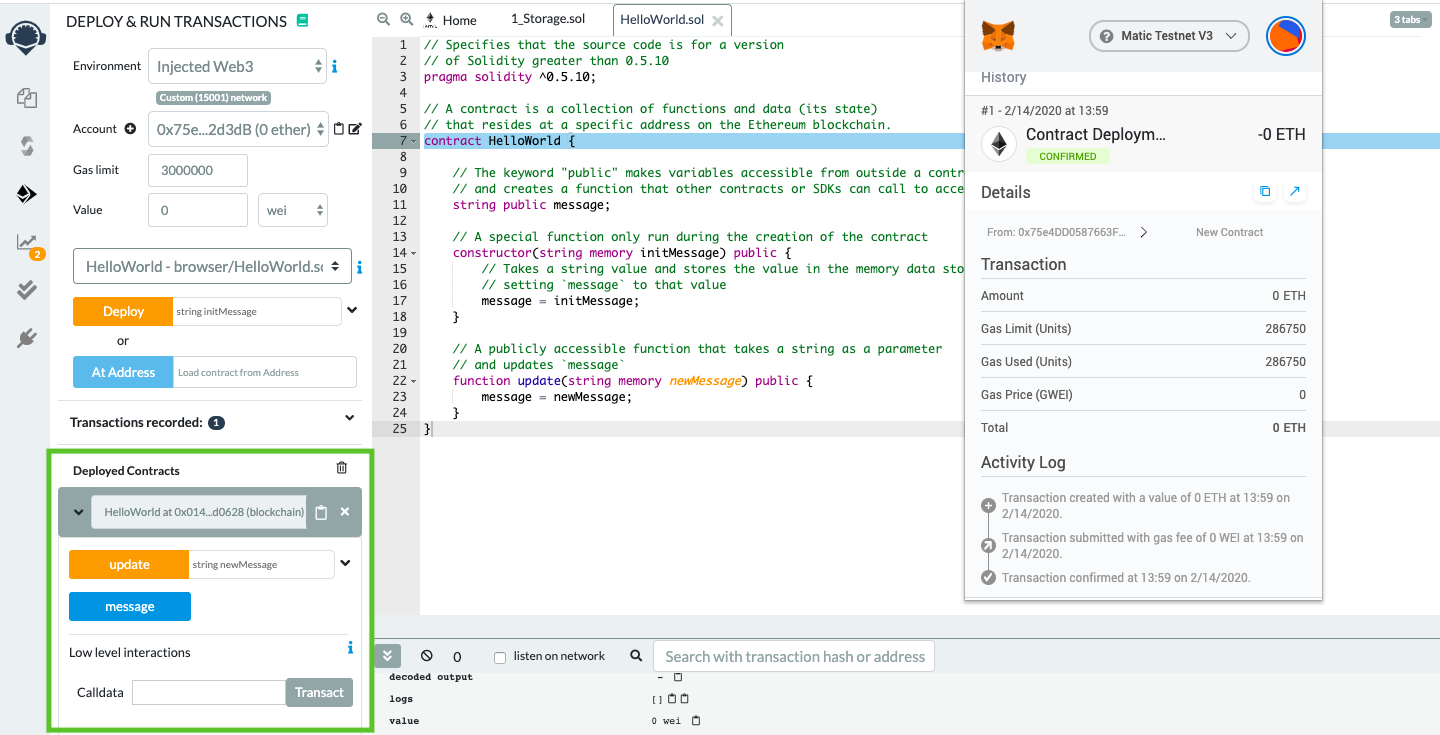 DEPLOY & RUN TRANSACTIONS
Environment
Injected Web3
Custom (15001) network
Account
0x75e...2d3dB (0 ether)
Gas limit
3000000
Value
0
wei
2
HelloWorld - browser/HelloWorld.sc
Deploy
string initMessage
or
At Address
Load contract from Address
Transactions recorded: 1
Deployed Contracts
HelloWorld at 0x014...d0628 (blockchain)
update
string newMessage
message
Low level interactions
Calldata
Transact
Home
1_Storage.sol
HelloWorld.sol
3 tabs
1 // Specifies that the source code is for a version
2 // of Solidity greater than 0.5.10
3 pragma solidity ^0.5.10;
4
5 // A contract is a collection of functions and data (its state)
6 // that resides at a specific address on the Ethereum blockchain.
7 contract HelloWorld {
8
9 // The keyword "public" makes variables accessible from outside a contr
10 // and creates a function that other contracts or SDKs can call to acce
11 string public message;
12
13 // A special function only run during the creation of the contract
14 constructor(string memory initMessage) public {
15 // Takes a string value and stores the value in the memory data sto
16 // setting `message` to that value
17 message = initMessage;
18 }
19
20 // A publicly accessible function that takes a string as a parameter
21 // and updates `message`
22 function update(string memory newMessage) public {
23 message = newMessage;
24 }
25 }
0
listen on network
Search with transaction hash or address
decoded output -
logs []
value 0 wei
Matic Testnet V3
History
#1 - 2/14/2020 at 13:59
Contract Deploym... -0 ETH
CONFIRMED
Details
From: 0x75e4DD0587663F... New Contract
Transaction
Amount 0 ETH
Gas Limit (Units) 286750
Gas Used (Units) 286750
Gas Price (GWEI) 0
Total 0 ETH
Activity Log
Transaction created with a value of 0 ETH at 13:59 on
2/14/2020.
Transaction submitted with gas fee of 0 WEI at 13:59 on
2/14/2020.
Transaction confirmed at 13:59 on 2/14/2020.